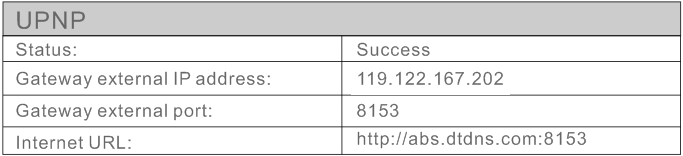 UPNP
Status: Success
Gateway external IP address: 119.122.167.202
Gateway external port: 8153
Internet URL: http://abs.dtdns.com:8153